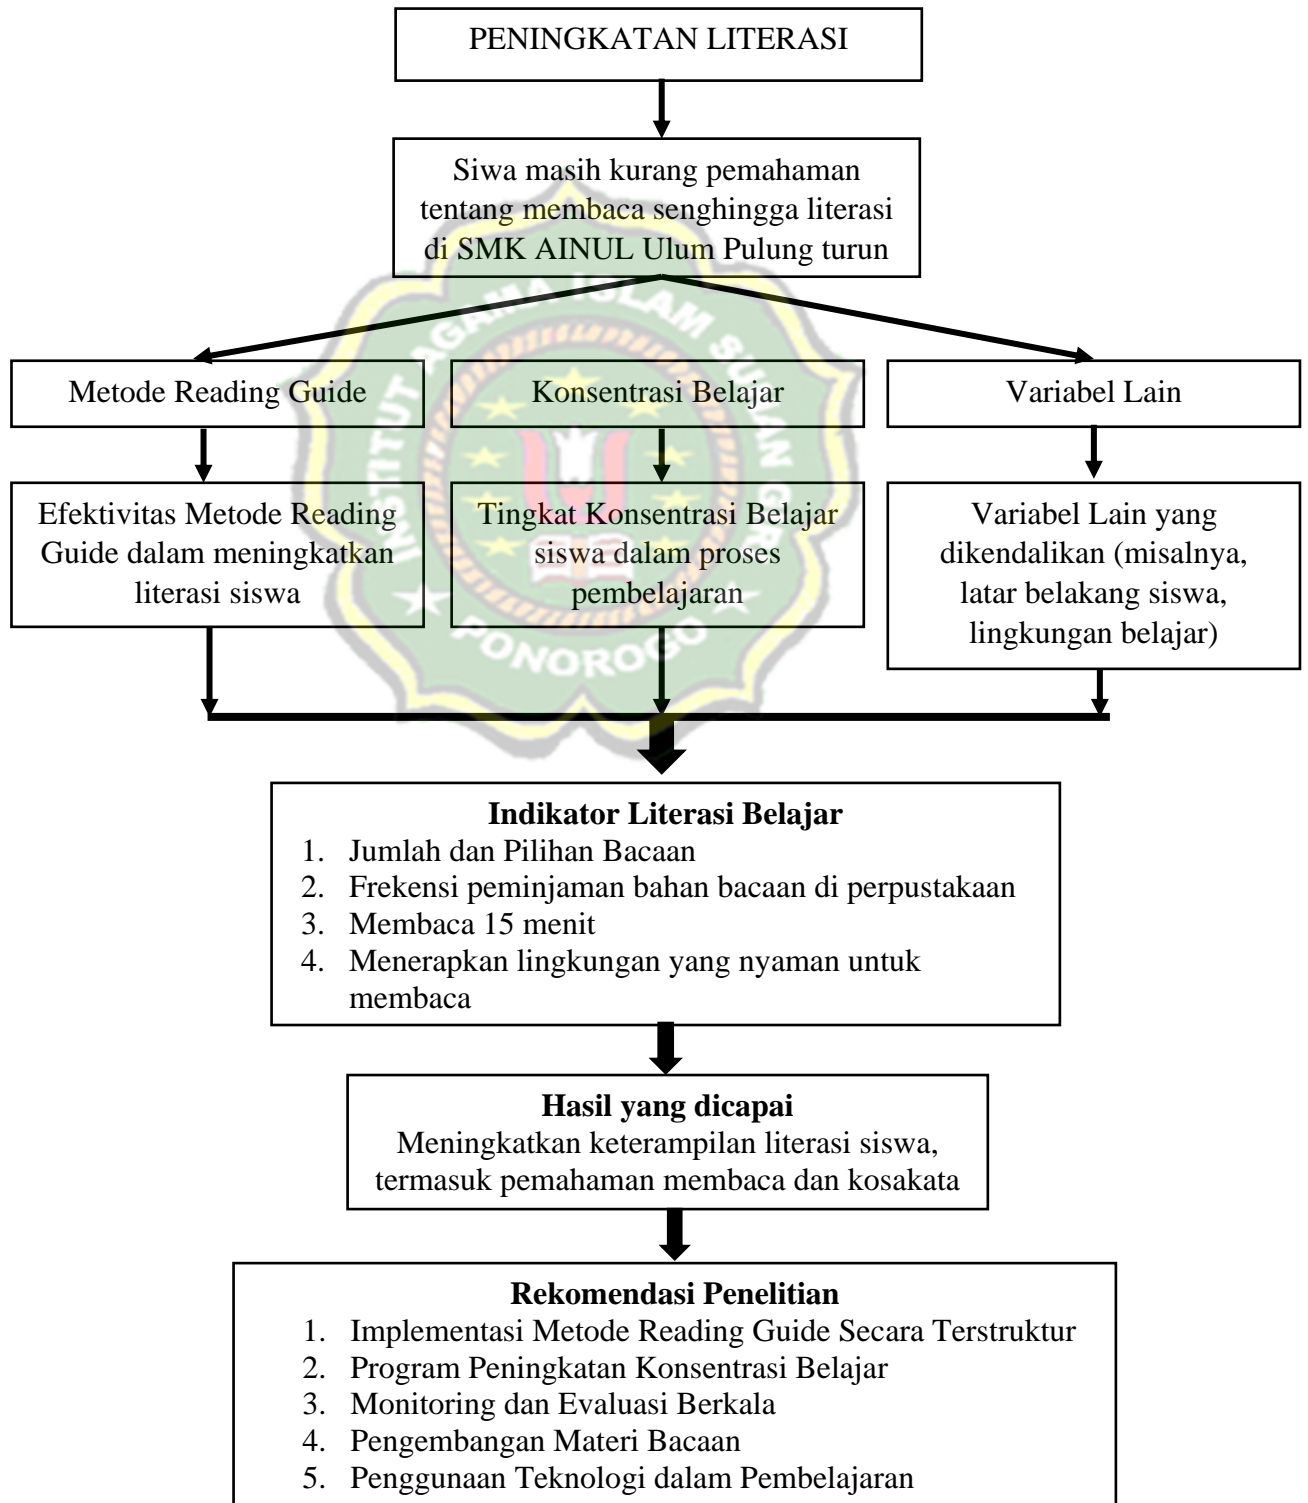 PENINGKATAN LITERASI
Siwa masih kurang pemahaman
tentang membaca senghingga literasi
di SMK AINUL Ulum Pulung turun
Metode Reading Guide
Konsentrasi Belajar
Variabel Lain
Efektivitas Metode Reading
Guide dalam meningkatkan
literasi siswa
Tingkat Konsentrasi Belajar
siswa dalam proses
pembelajaran
Variabel Lain yang
dikendalikan (misalnya,
latar belakang siswa,
lingkungan belajar)
INSTITUT AGAMA ISLAM SUNAN GIRI
PONOROGO
Indikator Literasi Belajar
1. Jumlah dan Pilihan Bacaan
2. Frekensi peminjaman bahan bacaan di perpustakaan
3. Membaca 15 menit
4. Menerapkan lingkungan yang nyaman untuk
membaca
Hasil yang dicapai
Meningkatkan keterampilan literasi siswa,
termasuk pemahaman membaca dan kosakata
Rekomendasi Penelitian
1. Implementasi Metode Reading Guide Secara Terstruktur
2. Program Peningkatan Konsentrasi Belajar
3. Monitoring dan Evaluasi Berkala
4. Pengembangan Materi Bacaan
5. Penggunaan Teknologi dalam Pembelajaran